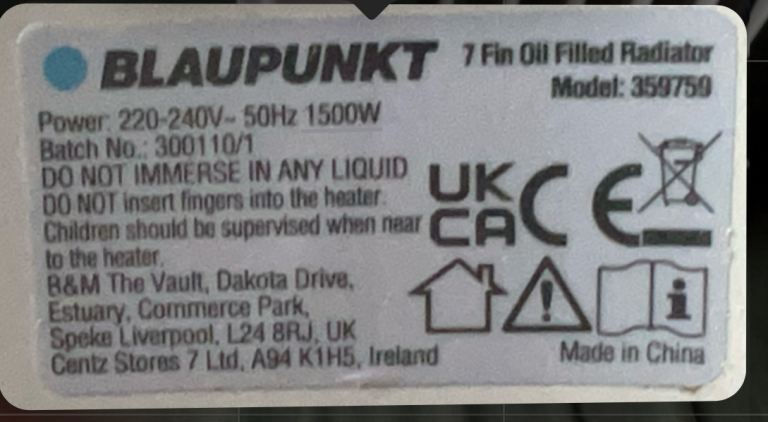 BLAUPUNKT
7 Fin Oil Filled Radiator
Model: 359759
Power: 220-240V~ 50Hz 1500W
Batch No.: 300110/1
DO NOT IMMERSE IN ANY LIQUID
DO NOT insert fingers into the heater.
Children should be supervised when near
to the heater.
B&M The Vault, Dakota Drive,
Estuary, Commerce Park,
Speke Liverpool, L24 8RJ, UK
Centz Stores 7 Ltd, A94 K1H5, Ireland
UK
CA
CE
Made in China